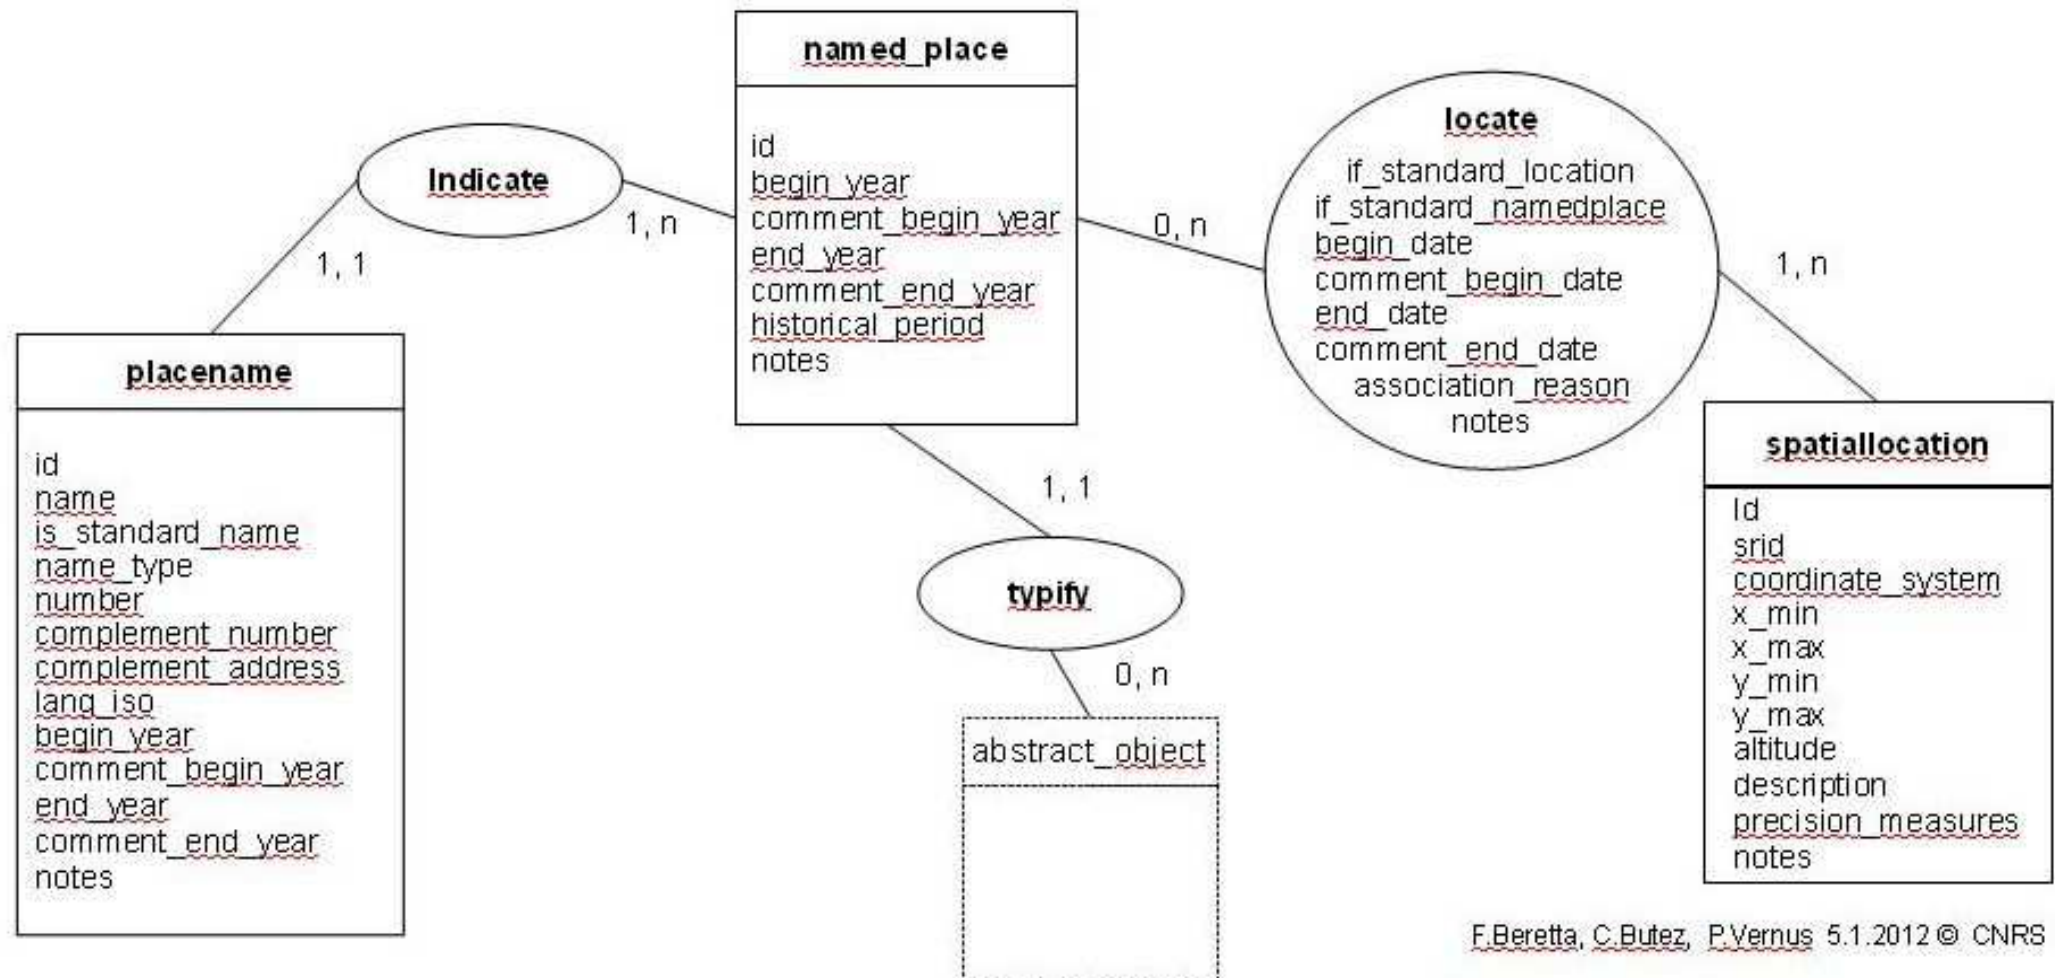 named_place
id
begin_year
comment_begin_year
end_year
comment_end_year
historical_period
notes
Indicate
1, 1
1, n
placename
id
name
is_standard_name
name_type
number
complement_number
complement_address
lang_iso
begin_year
comment_begin_year
end_year
comment_end_year
notes
0, n
locate
if_standard_location
if_standard_namedplace
begin_date
comment_begin_date
end_date
comment_end_date
association_reason
notes
1, n
spatiallocation
Id
srid
coordinate_system
x_min
x_max
y_min
y_max
altitude
description
precision_measures
notes
1, 1
typify
0, n
abstract_object
F.Beretta, C.Butez, P.Vernus 5.1.2012 © CNRS